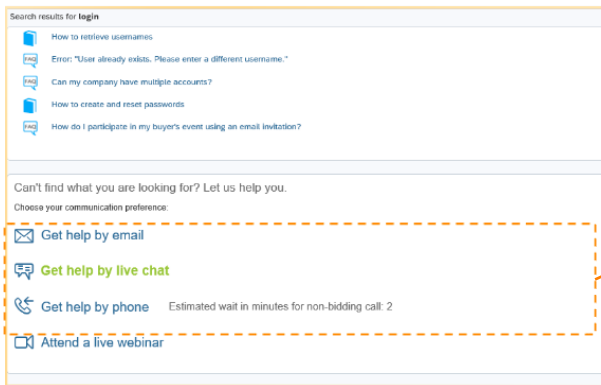 Search results for login
How to retrieve usernames
FAQ Error: "User already exists. Please enter a different username."
FAQ Can my company have multiple accounts?
How to create and reset passwords
FAQ How do I participate in my buyer's event using an email invitation?
Can't find what you are looking for? Let us help you.
Choose your communication preference:
Get help by email
Get help by live chat
Get help by phone Estimated wait in minutes for non-bidding call: 2
Attend a live webinar